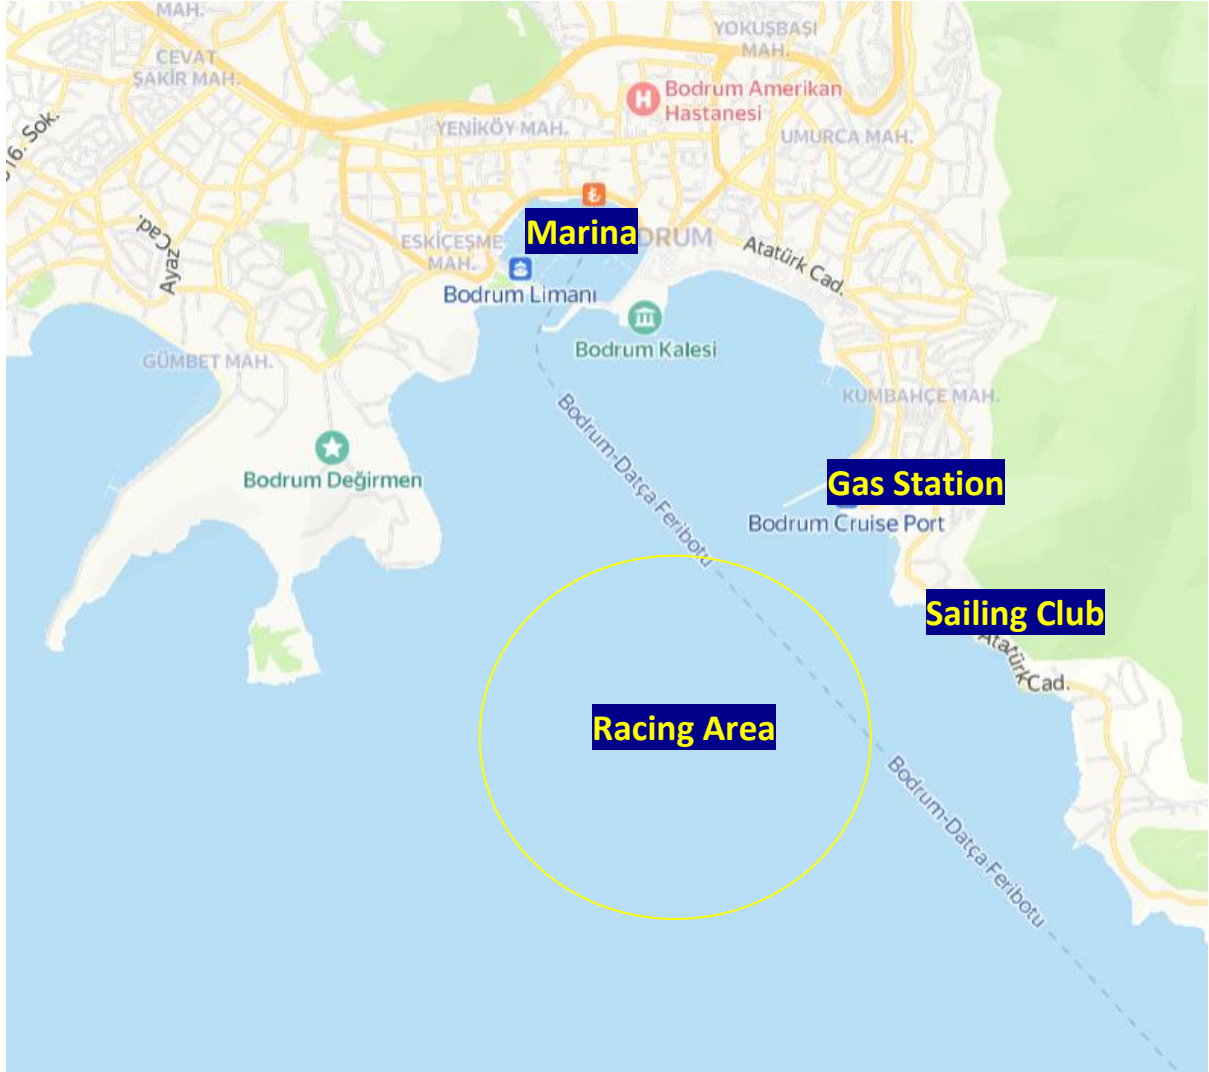 MAH.
CEVAT
ŞAKİR MAH.
YOKUŞBAŞI
MAH.
H
Bodrum Amerikan
Hastanesi
316. Sok.
YENİKÖY MAH.
UMURCA MAH.
₺
Ayaz Cad.
ESKİÇEŞME
MAH.
Marina
DRUM
Atatürk Cad.
Bodrum Limanı
Bodrum Kalesi
GÜMBET MAH.
KUMBAHÇE MAH.
Bodrum Değirmen
Bodrum-Datça Feribotu
Gas Station
Bodrum Cruise Port
Sailing Club
Atatürk Cad.
Racing Area
Bodrum-Datça Feribotu